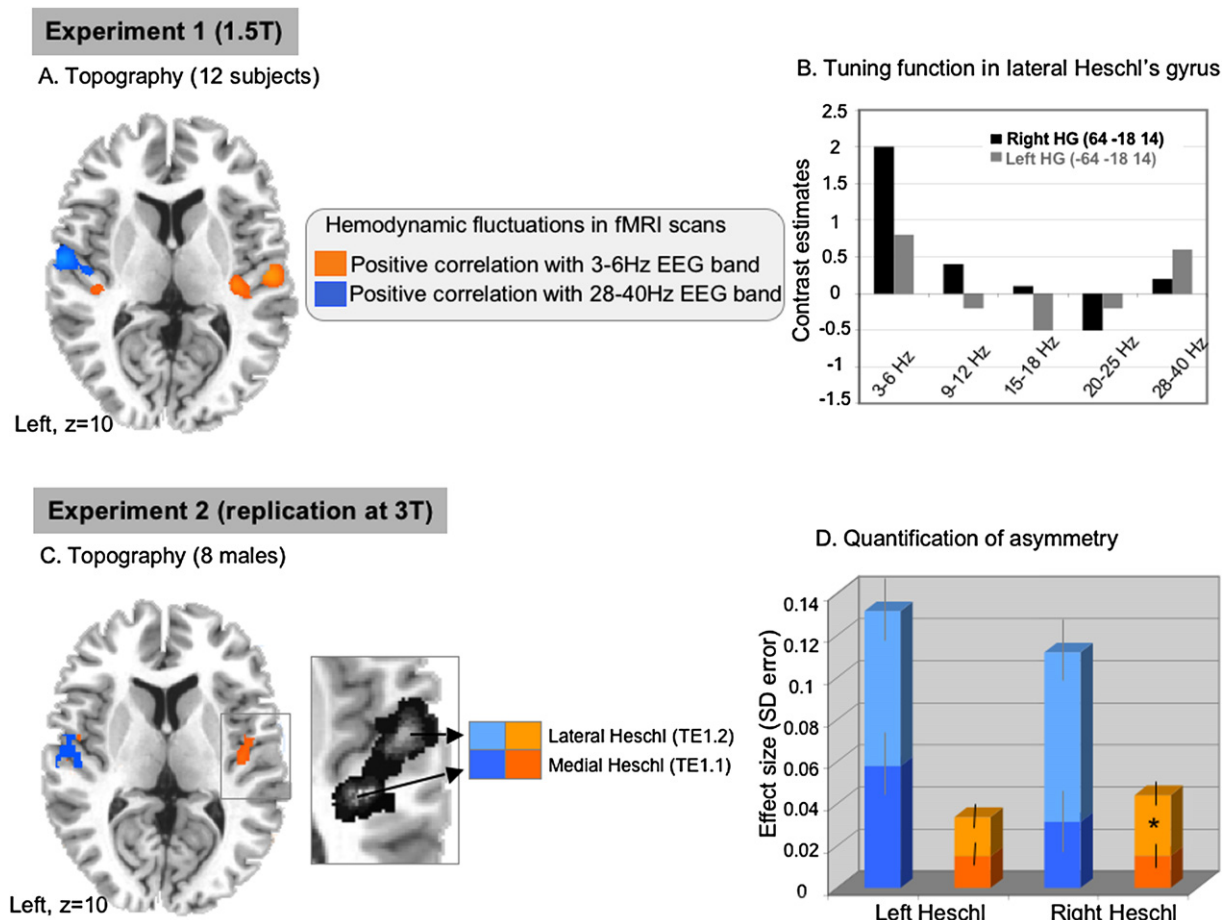 Experiment 1 (1.5T)
A. Topography (12 subjects)
Left, z=10
Hemodynamic fluctuations in fMRI scans
Positive correlation with 3-6Hz EEG band
Positive correlation with 28-40Hz EEG band
B. Tuning function in lateral Heschl's gyrus
Contrast estimates
2.5
2
1.5
1
0.5
0
-0.5
-1
-1.5
Right HG (64 -18 14)
Left HG (-64 -18 14)
3-6 Hz
9-12 Hz
15-18 Hz
20-25 Hz
28-40 Hz
Experiment 2 (replication at 3T)
C. Topography (8 males)
Left, z=10
Lateral Heschl (TE1.2)
Medial Heschl (TE1.1)
D. Quantification of asymmetry
Effect size (SD error)
0.14
0.12
0.1
0.08
0.06
0.04
0.02
0
*
Left Heschl
Right Heschl